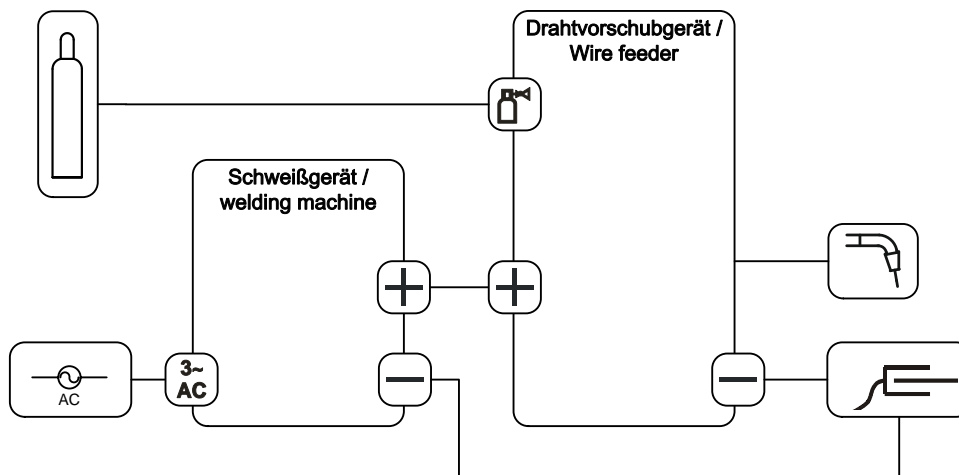 Drahtvorschubgerät /
Wire feeder
Schweißgerät /
welding machine
3~
AC
AC